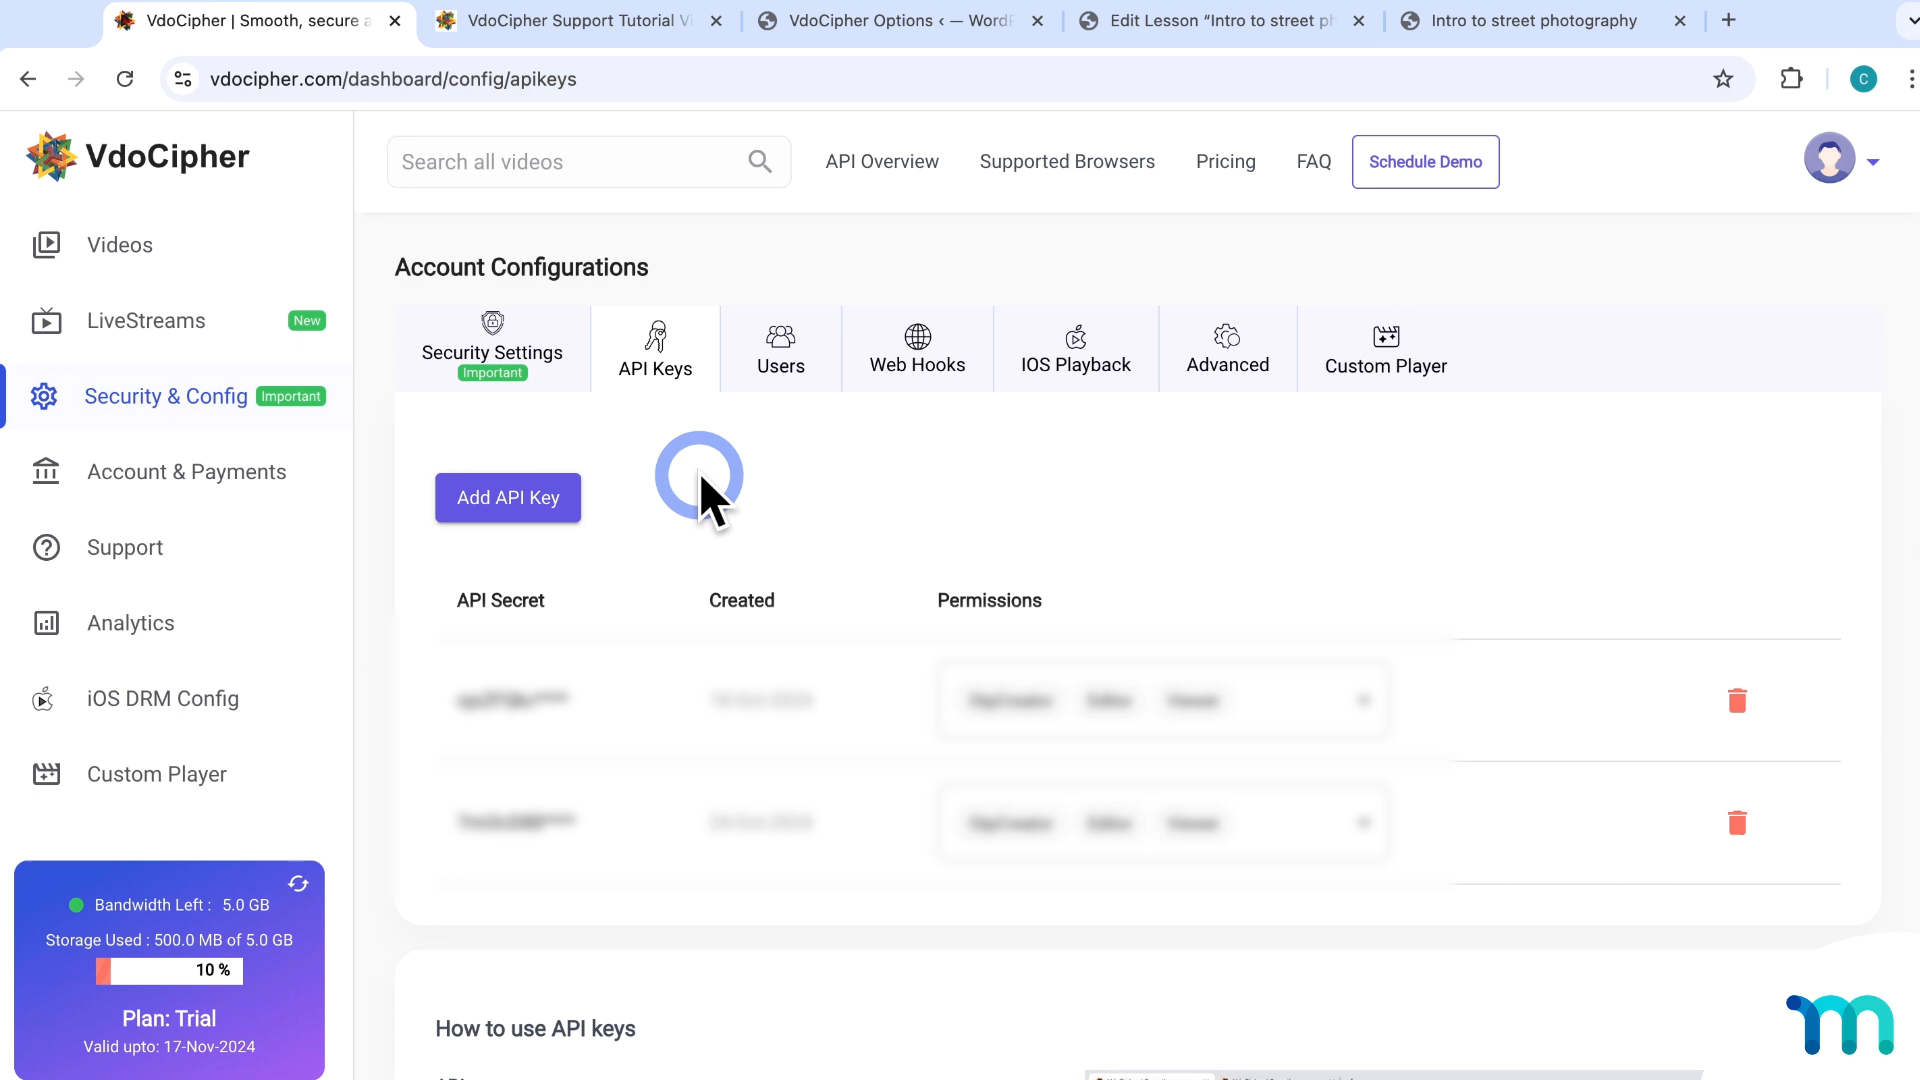 VdoCipher | Smooth, secure a
VdoCipher Support Tutorial Vi
VdoCipher Options ‹ — WordP
Edit Lesson “Intro to street ph
Intro to street photography
vdocipher.com/dashboard/config/apikeys
C
VdoCipher
Search all videos
API Overview
Supported Browsers
Pricing
FAQ
Schedule Demo
Videos
LiveStreams
New
Security & Config
Important
Account & Payments
Support
Analytics
iOS DRM Config
Custom Player
Bandwidth Left : 5.0 GB
Storage Used : 500.0 MB of 5.0 GB
10 %
Plan: Trial
Valid upto: 17-Nov-2024
Account Configurations
Security Settings
Important
API Keys
Users
Web Hooks
IOS Playback
Advanced
Custom Player
Add API Key
API Secret
Created
Permissions
How to use API keys